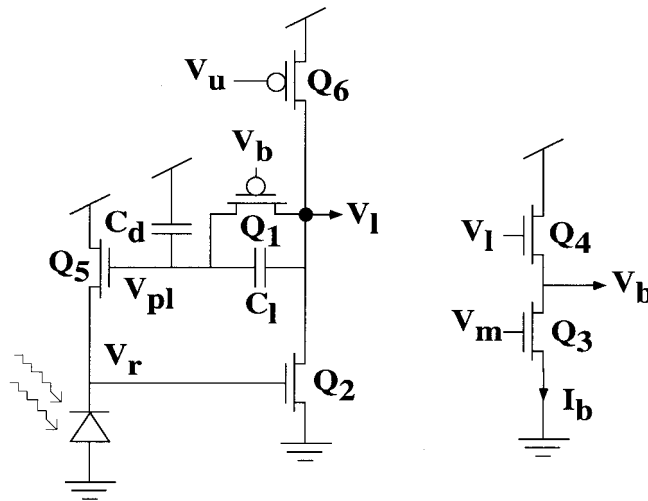 V_u
Q_6
V_b
C_d
Q_1
V_l
Q_5
V_pl
C_l
V_r
Q_2
V_l
Q_4
V_b
V_m
Q_3
I_b